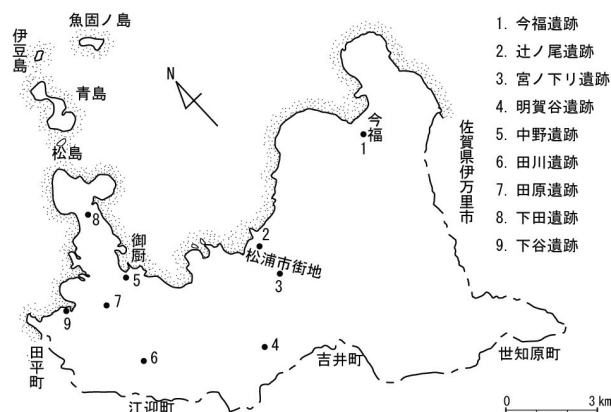 魚固ノ島
伊豆島
青島
松島
N
今福
1
佐賀県伊万里市
1. 今福遺跡
2. 辻ノ尾遺跡
3. 宮ノ下り遺跡
4. 明賀谷遺跡
5. 中野遺跡
6. 田川遺跡
7. 田原遺跡
8. 下田遺跡
9. 下谷遺跡
8
御厨
2
松浦市街地
3
5
7
9
田平町
6
4
江迎町
吉井町
世知原町
0 3 km